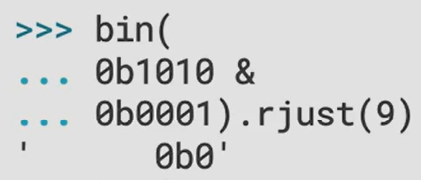 >>> bin(
... 0b1010 &
... 0b0001).rjust(9)
'      0b0'